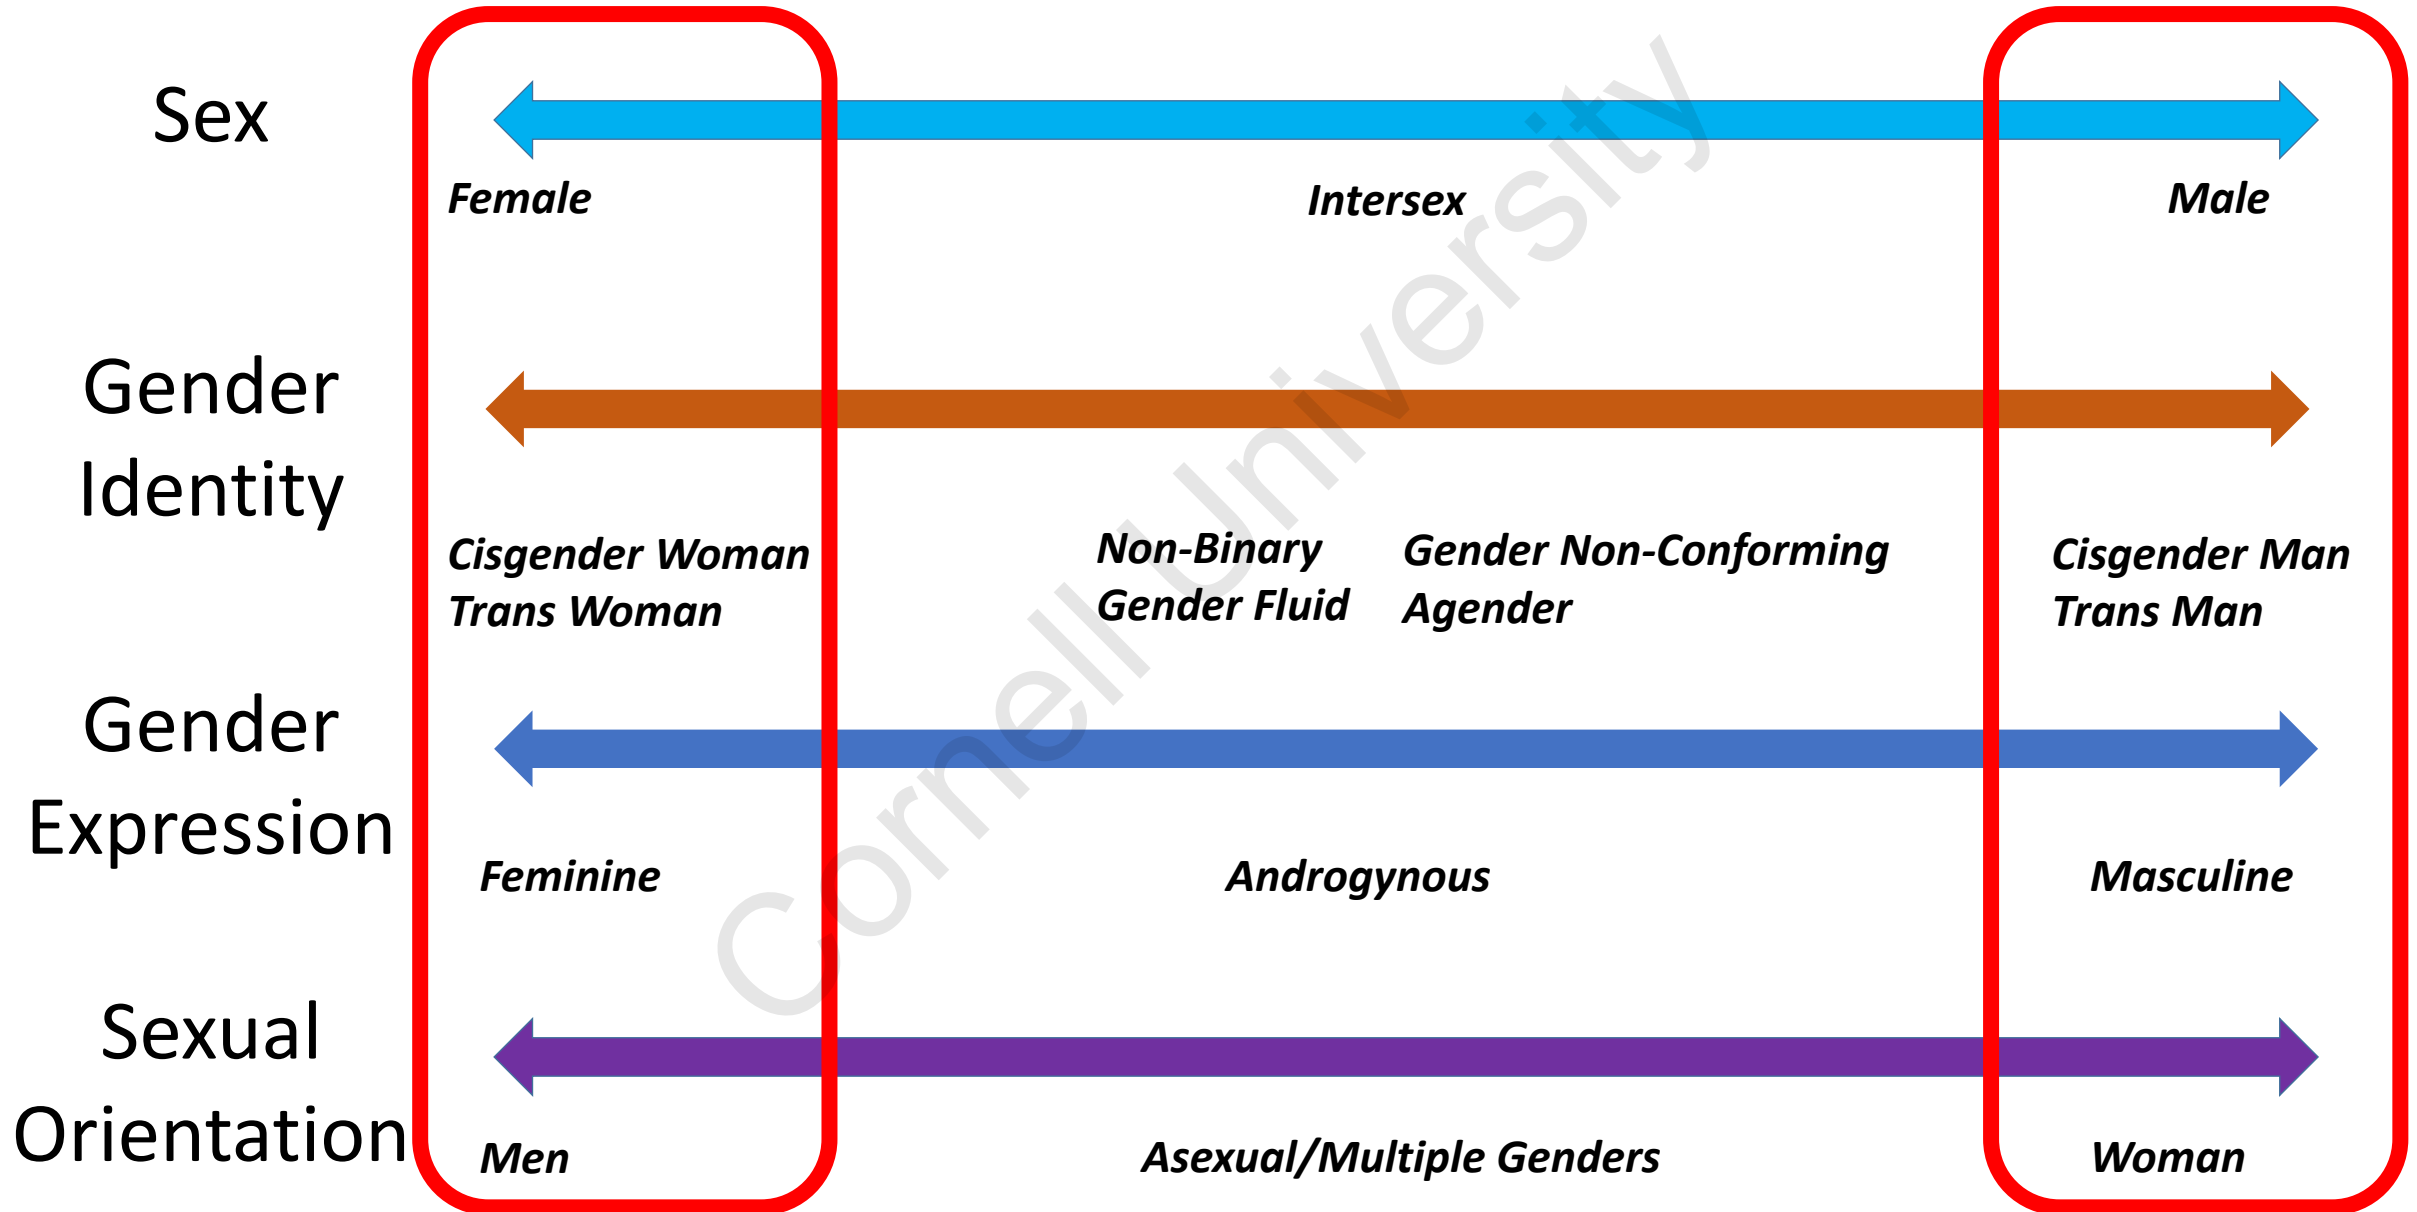 Sex
Female
Intersex
Male
Gender
Identity
Cisgender Woman
Trans Woman
Non-Binary
Gender Fluid
Gender Non-Conforming
Agender
Cisgender Man
Trans Man
Gender
Expression
Feminine
Androgynous
Masculine
Sexual
Orientation
Men
Asexual/Multiple Genders
Woman
Cornell University